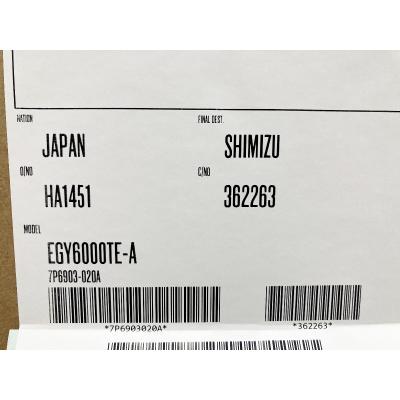 NATION FINAL DEST.
JAPAN SHIMIZU
O/NO C/NO
HA1451 362263
MODEL
EGY6000TE-A
7P6903-020A
*7P6903020A* *362263*